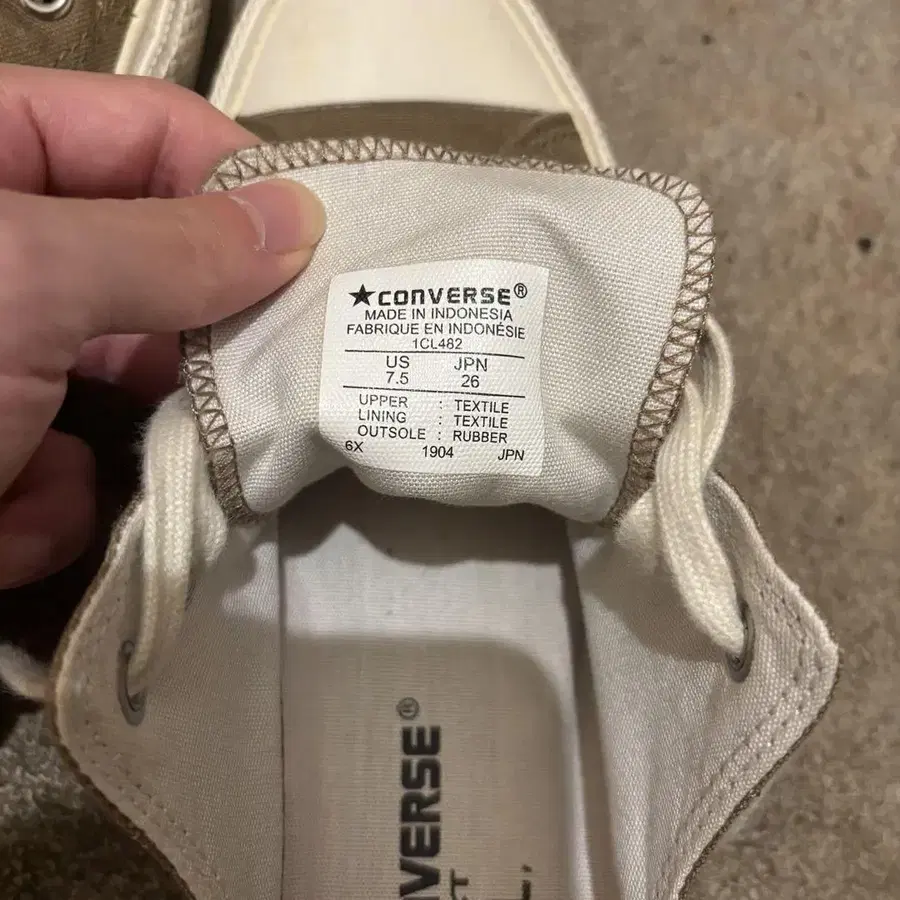 ★CONVERSE®
MADE IN INDONESIA
FABRIQUE EN INDONÉSIE
1CL482
US JPN
7.5 26
UPPER : TEXTILE
LINING : TEXTILE
OUTSOLE : RUBBER
6X 1904 JPN
VERSE®